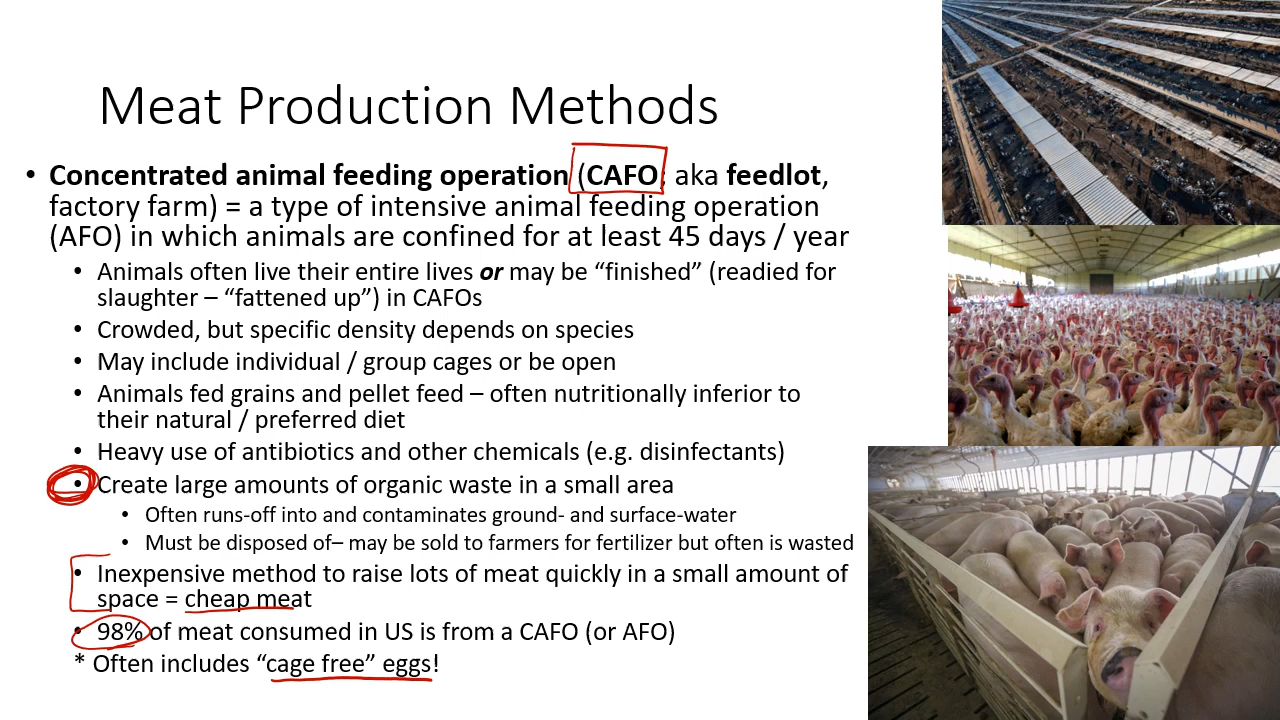 Meat Production Methods
• Concentrated animal feeding operation (CAFO, aka feedlot,
factory farm) = a type of intensive animal feeding operation
(AFO) in which animals are confined for at least 45 days / year
• Animals often live their entire lives or may be “finished” (readied for
slaughter – “fattened up”) in CAFOs
• Crowded, but specific density depends on species
• May include individual / group cages or be open
• Animals fed grains and pellet feed – often nutritionally inferior to
their natural / preferred diet
• Heavy use of antibiotics and other chemicals (e.g. disinfectants)
• Create large amounts of organic waste in a small area
• Often runs-off into and contaminates ground- and surface-water
• Must be disposed of– may be sold to farmers for fertilizer but often is wasted
• Inexpensive method to raise lots of meat quickly in a small amount of
space = cheap meat
• 98% of meat consumed in US is from a CAFO (or AFO)
* Often includes “cage free” eggs!